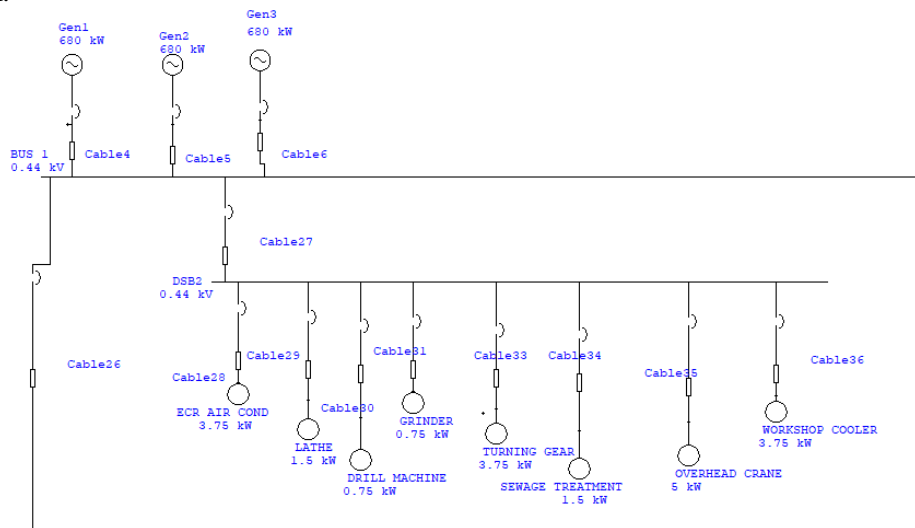 Gen1
680 kW
Gen2
680 kW
Gen3
680 kW
BUS 1
0.44 kV
Cable4
Cable5
Cable6
Cable27
DSB2
0.44 kV
Cable26
Cable28
Cable29
Cable30
Cable31
Cable33
Cable34
Cable35
Cable36
ECR AIR COND
3.75 kW
LATHE
1.5 kW
DRILL MACHINE
0.75 kW
GRINDER
0.75 kW
TURNING GEAR
3.75 kW
SEWAGE TREATMENT
1.5 kW
OVERHEAD CRANE
5 kW
WORKSHOP COOLER
3.75 kW